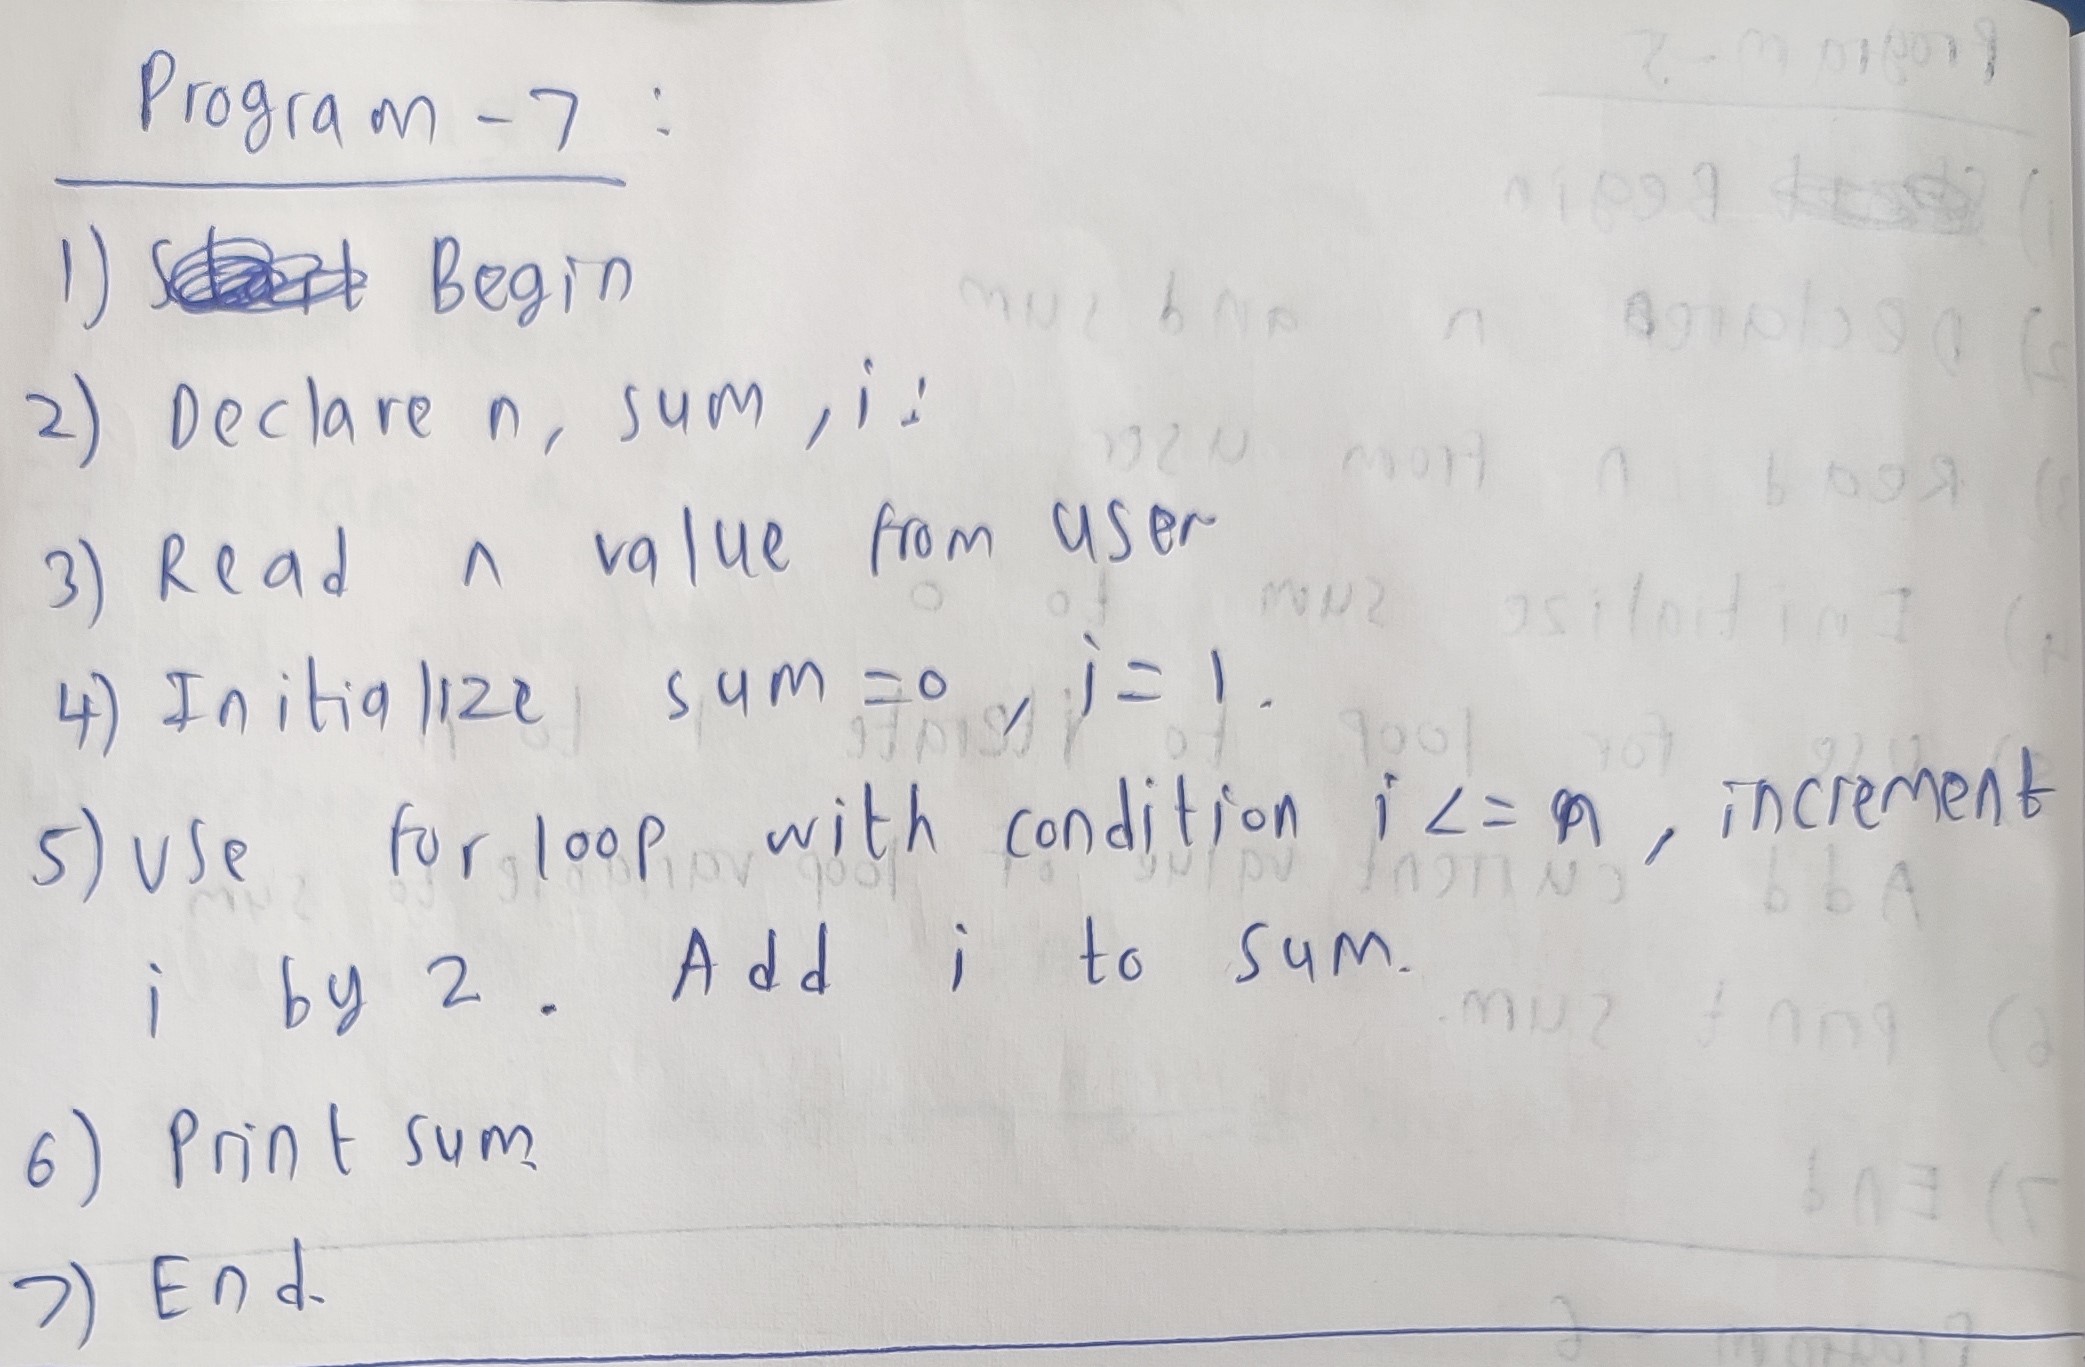 Program - 7 :
1) Start Begin
2) Declare n, sum, i:
3) Read n value from user
4) Initialize sum = 0, i = 1.
5) Use for loop with condition i <= n, increment
i by 2. Add i to sum.
6) Print sum
7) End.